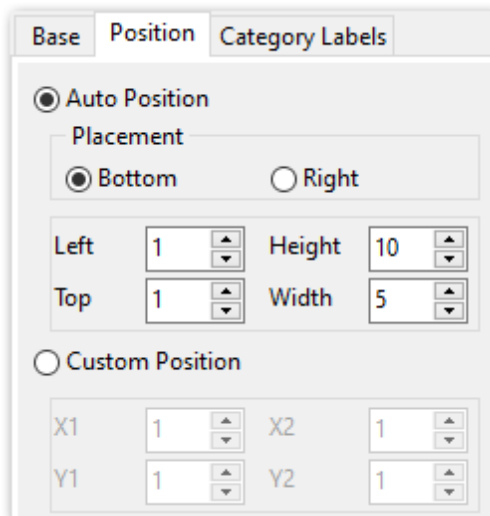 Base Position Category Labels
Auto Position
Placement
Bottom Right
Left 1 Height 10
Top 1 Width 5
Custom Position
X1 1 X2 1
Y1 1 Y2 1